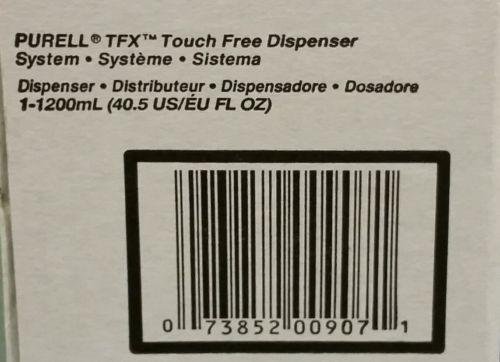 PURELL® TFX™ Touch Free Dispenser
System • Système • Sistema
Dispenser • Distributeur • Dispensadore • Dosadore
1-1200mL (40.5 US/ÉU FL OZ)
0 73852 00907 1